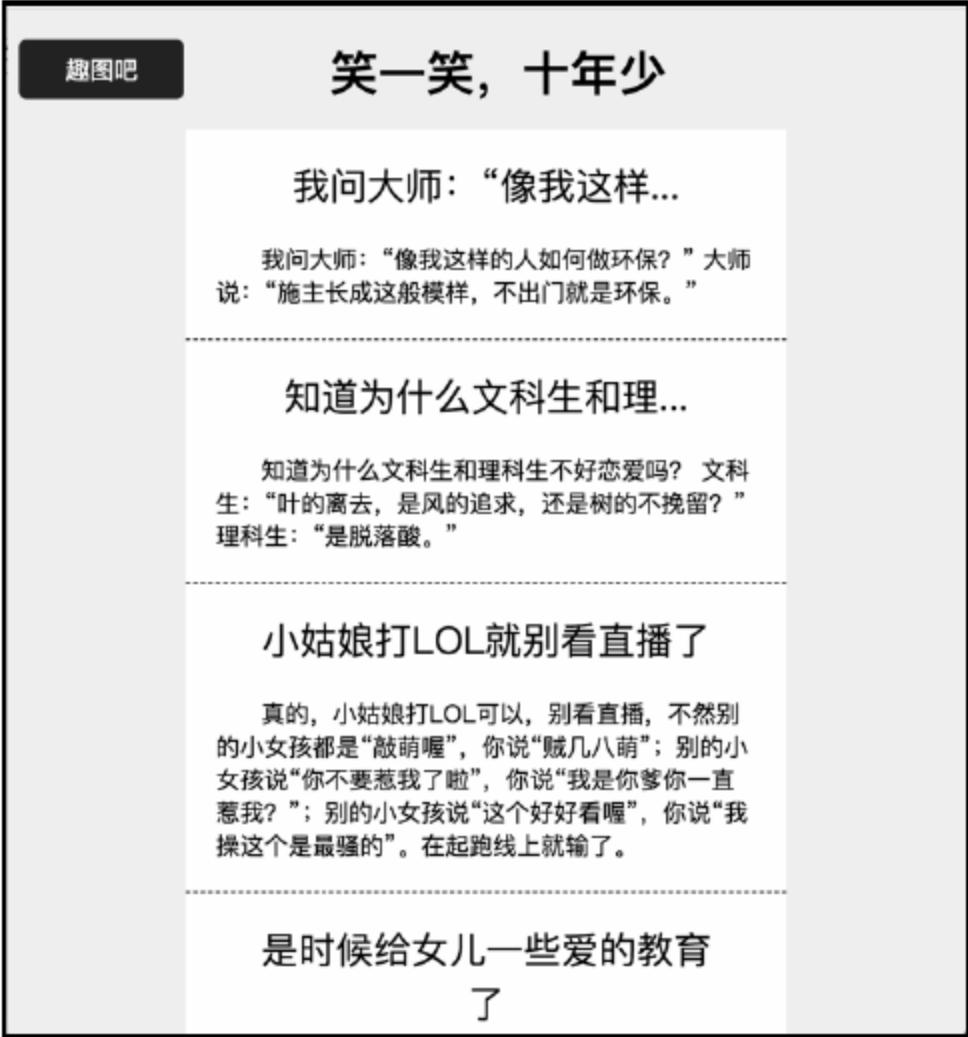 趣图吧
笑一笑，十年少
我问大师：“像我这样...
我问大师：“像我这样的人如何做环保？”大师
说：“施主长成这般模样，不出门就是环保。”
知道为什么文科生和理...
知道为什么文科生和理科生不好恋爱吗？ 文科
生：“叶的离去，是风的追求，还是树的不挽留？”
理科生：“是脱落酸。”
小姑娘打LOL就别看直播了
真的，小姑娘打LOL可以，别看直播，不然别
的小女孩都是“敲萌喔”，你说“贼几八萌”；别的小
女孩说“你不要惹我了啦”，你说“我是你爹你一直
惹我？”；别的小女孩说“这个好好看喔”，你说“我
操这个是最骚的”。在起跑线上就输了。
是时候给女儿一些爱的教育
了